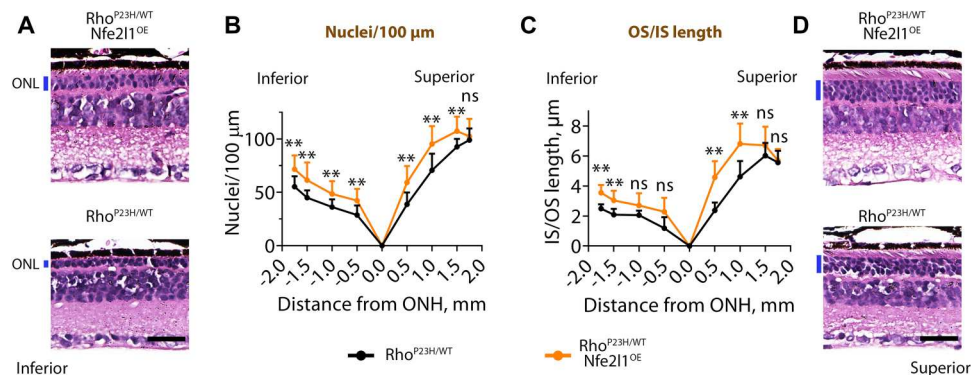 A
Rho^P23H/WT
Nfe2l1^OE
ONL
Rho^P23H/WT
ONL
Inferior
B
Nuclei/100 µm
Inferior
Superior
Nuclei/100 µm
100
50
0
**
**
**
**
**
**
**
ns
-2.0
-1.5
-1.0
-0.5
0.0
0.5
1.0
1.5
2.0
Distance from ONH, mm
C
OS/IS length
Inferior
Superior
IS/OS length, µm
8
6
4
2
0
**
**
ns
ns
**
**
ns
ns
-2.0
-1.5
-1.0
-0.5
0.0
0.5
1.0
1.5
2.0
Distance from ONH, mm
Rho^P23H/WT
Rho^P23H/WT
Nfe2l1^OE
D
Rho^P23H/WT
Nfe2l1^OE
Rho^P23H/WT
Superior